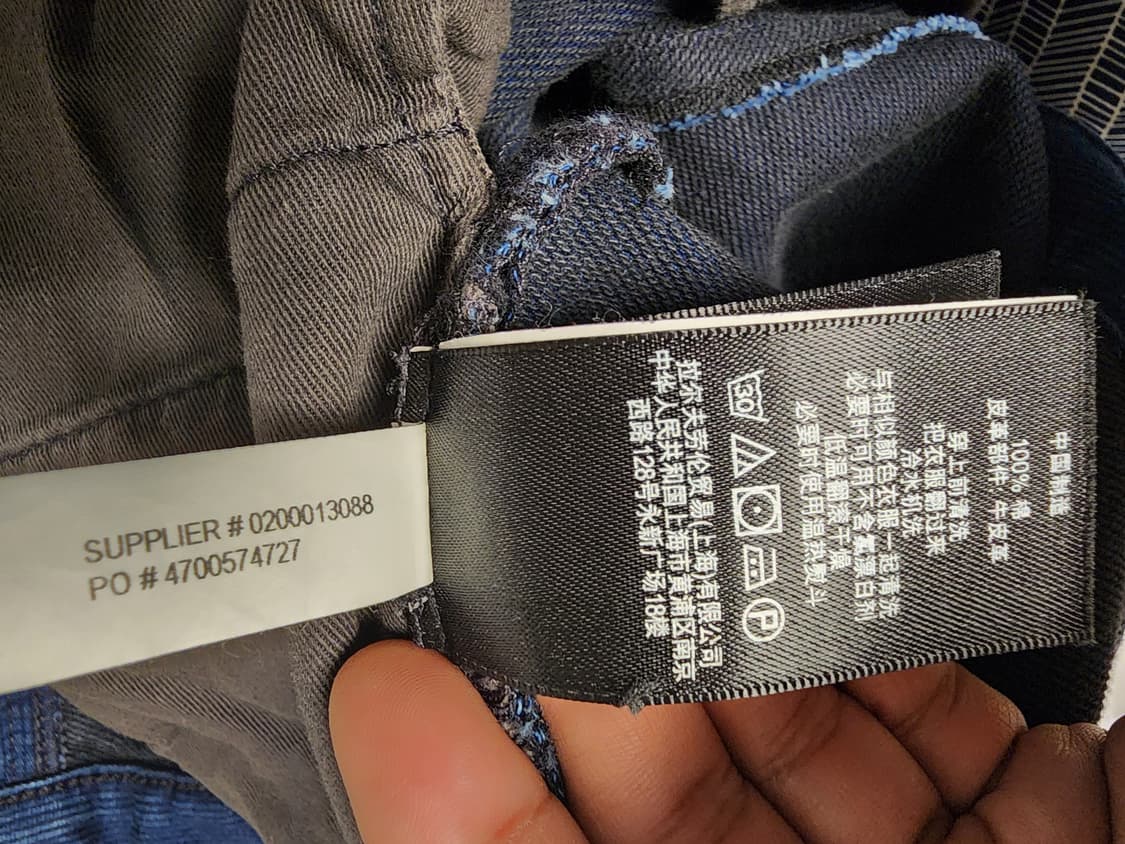 SUPPLIER # 0200013088
PO # 4700574727
中国制造
100% 棉
皮革部件 牛皮革
穿上前清洗
把衣服翻过来
冷水机洗
与相似颜色衣服一起清洗
必要时可用不含氯漂白剂
低温翻滚干燥
必要时使用温热熨斗
30 P
拉尔夫劳伦贸易(上海)有限公司
中华人民共和国上海市黄浦区南京
西路128号永新广场18楼